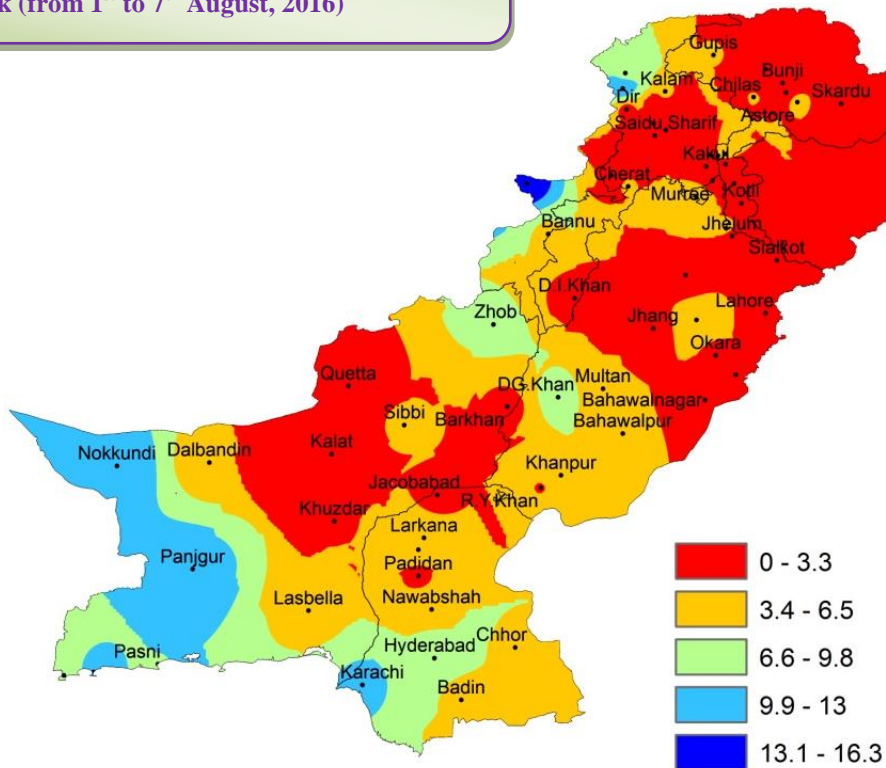 k (from 1st to 7th August, 2016)
Gupis
Kalam
Chilas
Bunji
Skardu
Dir
Astore
Saidu Sharif
Kakul
Cherat
Murree
Kotli
Bannu
Jhelum
Sialkot
D.I.Khan
Zhob
Jhang
Lahore
Okara
Quetta
DG.Khan
Multan
Bahawalnagar
Sibbi
Barkhan
Bahawalpur
Nokkundi
Dalbandin
Kalat
Khanpur
Jacobabad
R.Y.Khan
Khuzdar
Larkana
Panjgur
Padidan
Lasbella
Nawabshah
Pasni
Hyderabad
Chhor
Karachi
Badin
0 - 3.3
3.4 - 6.5
6.6 - 9.8
9.9 - 13
13.1 - 16.3